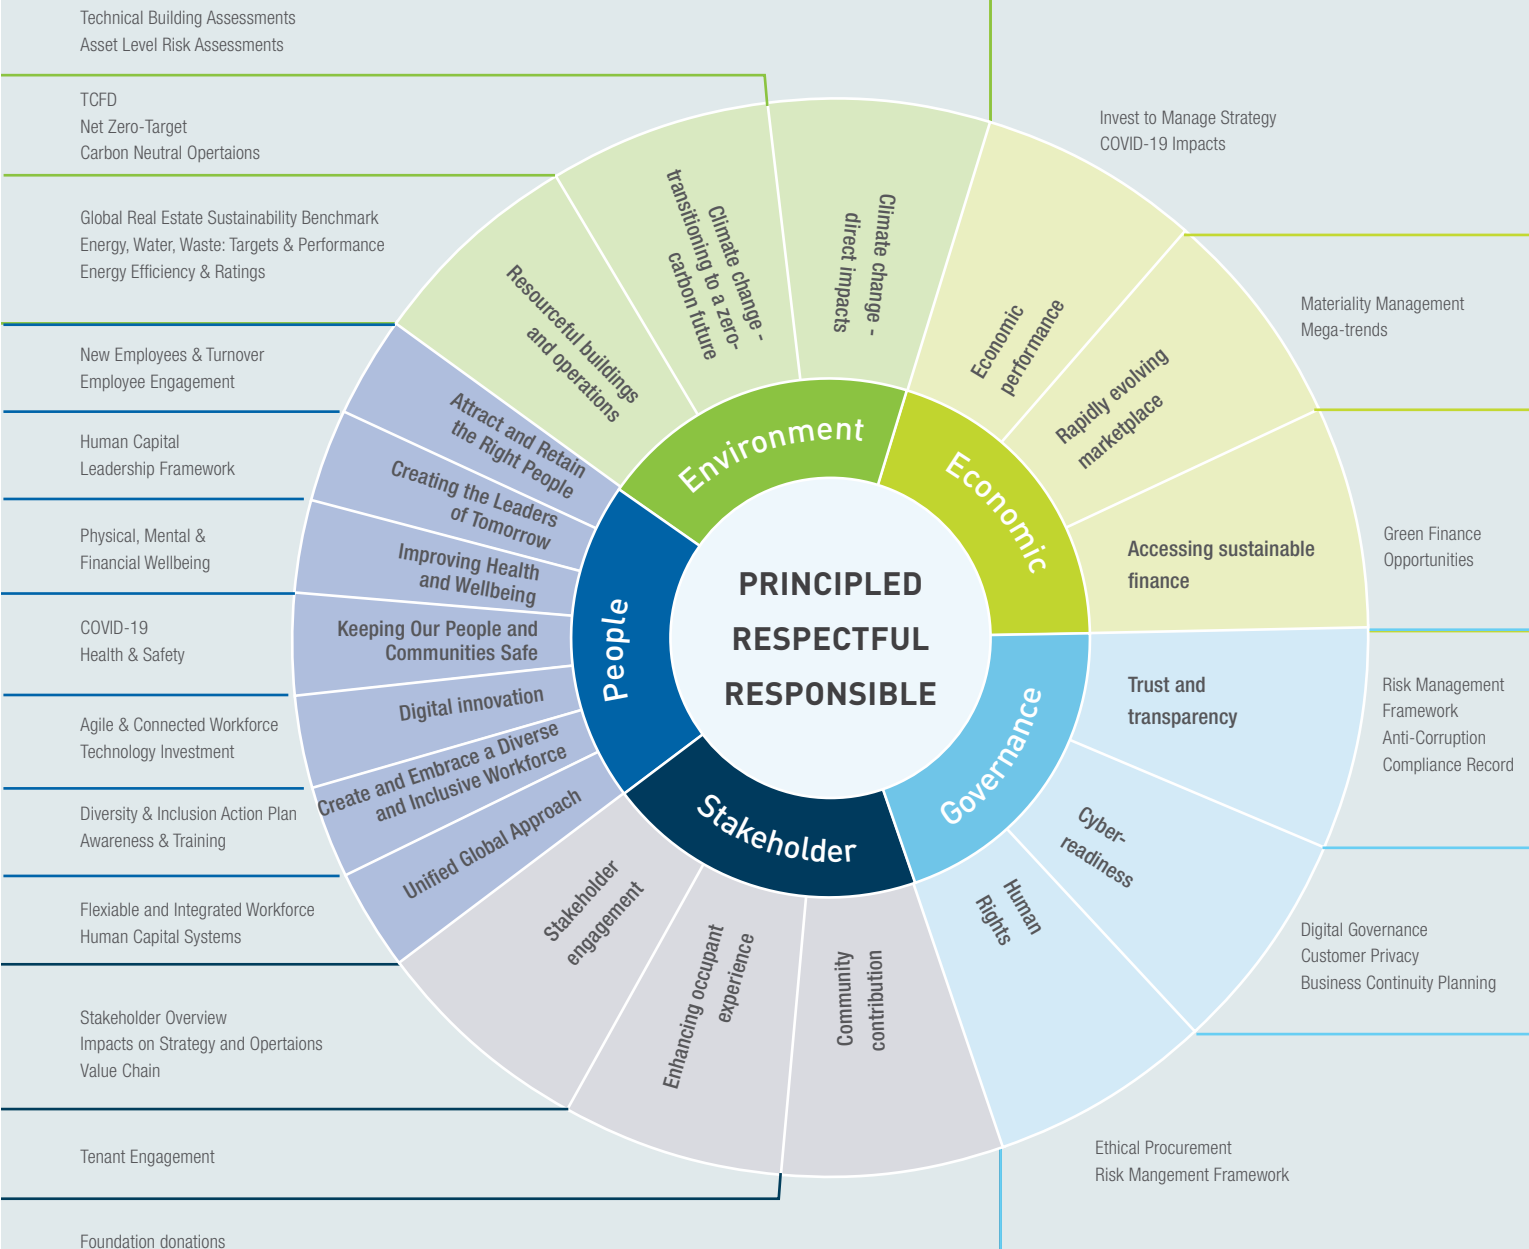 Technical Building Assessments
Asset Level Risk Assessments
TCFD
Net Zero-Target
Carbon Neutral Opertaions
Global Real Estate Sustainability Benchmark
Energy, Water, Waste: Targets & Performance
Energy Efficiency & Ratings
New Employees & Turnover
Employee Engagement
Human Capital
Leadership Framework
Physical, Mental &
Financial Wellbeing
COVID-19
Health & Safety
Agile & Connected Workforce
Technology Investment
Diversity & Inclusion Action Plan
Awareness & Training
Flexiable and Integrated Workforce
Human Capital Systems
Stakeholder Overview
Impacts on Strategy and Opertaions
Value Chain
Tenant Engagement
Foundation donations
Climate change -
direct impacts
Climate change -
transitioning to a zero-
carbon future
Resourceful buildings
and operations
Attract and Retain
the Right People
Creating the Leaders
of Tomorrow
Improving Health
and Wellbeing
Keeping Our People and
Communities Safe
Digital innovation
Create and Embrace a Diverse
and Inclusive Workforce
Unified Global Approach
Stakeholder
engagement
Enhancing occupant
experience
Community
contribution
Environment
Economic
People
Governance
Stakeholder
PRINCIPLED
RESPECTFUL
RESPONSIBLE
Economic
performance
Rapidly evolving
marketplace
Accessing sustainable
finance
Trust and
transparency
Cyber-
readiness
Human
Rights
Invest to Manage Strategy
COVID-19 Impacts
Materiality Management
Mega-trends
Green Finance
Opportunities
Risk Management
Framework
Anti-Corruption
Compliance Record
Digital Governance
Customer Privacy
Business Continuity Planning
Ethical Procurement
Risk Mangement Framework